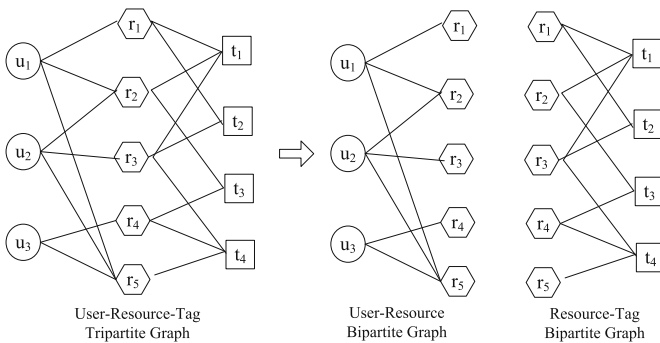 r1
u1
t1
r2
t2
u2
r3
t3
r4
u3
t4
r5
User-Resource-Tag
Tripartite Graph
r1
u1
r2
u2
r3
r4
u3
r5
User-Resource
Bipartite Graph
r1
t1
r2
t2
r3
t3
r4
t4
r5
Resource-Tag
Bipartite Graph